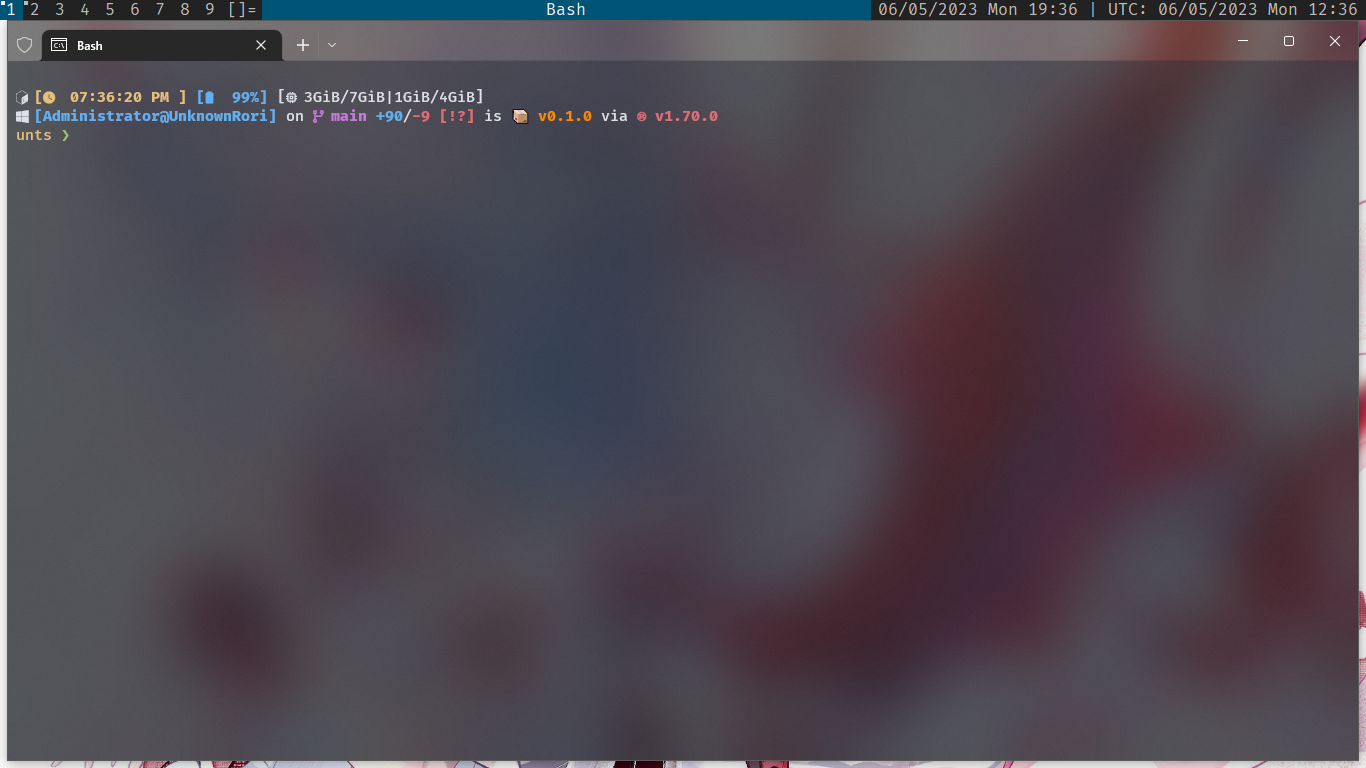 1 2 3 4 5 6 7 8 9 []= Bash 06/05/2023 Mon 19:36 | UTC: 06/05/2023 Mon 12:36
Bash
[ 07:36:20 PM ] [ 99%] [ 3GiB/7GiB|1GiB/4GiB]
[Administrator@UnknownRori] on main +90/-9 [!?] is v0.1.0 via ® v1.70.0
unts ❯